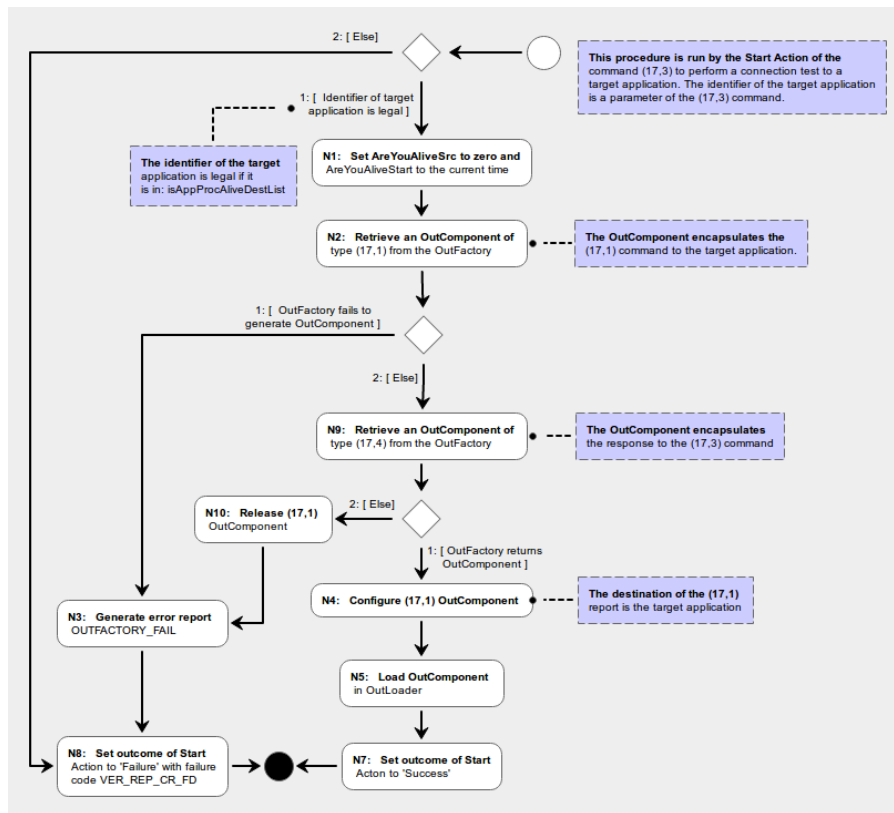 2: [ Else]
This procedure is run by the Start Action of the
command (17,3) to perform a connection test to a
target application. The identifier of the target application
is a parameter of the (17,3) command.
1: [  Identifier of target
application is legal ]
The identifier of the target
application is legal if it
is in: isAppProcAliveDestList
N1:   Set AreYouAliveSrc to zero and
AreYouAliveStart to the current time
N2:   Retrieve an OutComponent of
type (17,1) from the OutFactory
The OutComponent encapsulates the
(17,1) command to the target application.
1: [  OutFactory fails to
generate OutComponent ]
2: [ Else]
N9:   Retrieve an OutComponent of
type (17,4) from the OutFactory
The OutComponent encapsulates
the response to the (17,3) command
2: [ Else]
N10:   Release (17,1)
OutComponent
1: [ OutFactory returns
OutComponent ]
N4:   Configure (17,1) OutComponent
The destination of the (17,1)
report is the target application
N3:   Generate error report
OUTFACTORY_FAIL
N5:   Load OutComponent
in OutLoader
N8:   Set outcome of Start
Action to 'Failure' with failure
code VER_REP_CR_FD
N7:   Set outcome of Start
Acton to 'Success'